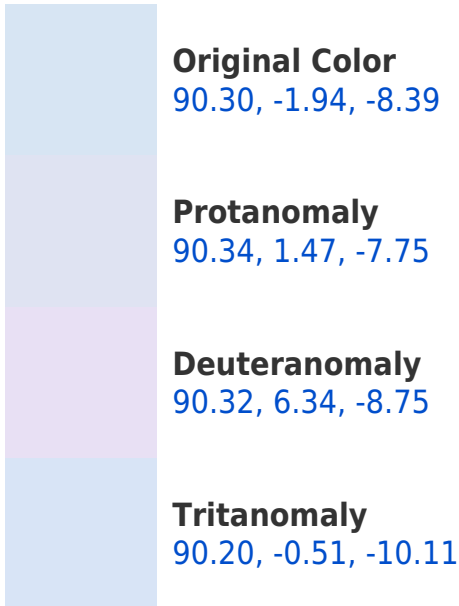 Original Color
90.30, -1.94, -8.39
Protanomaly
90.34, 1.47, -7.75
Deuteranomaly
90.32, 6.34, -8.75
Tritanomaly
90.20, -0.51, -10.11